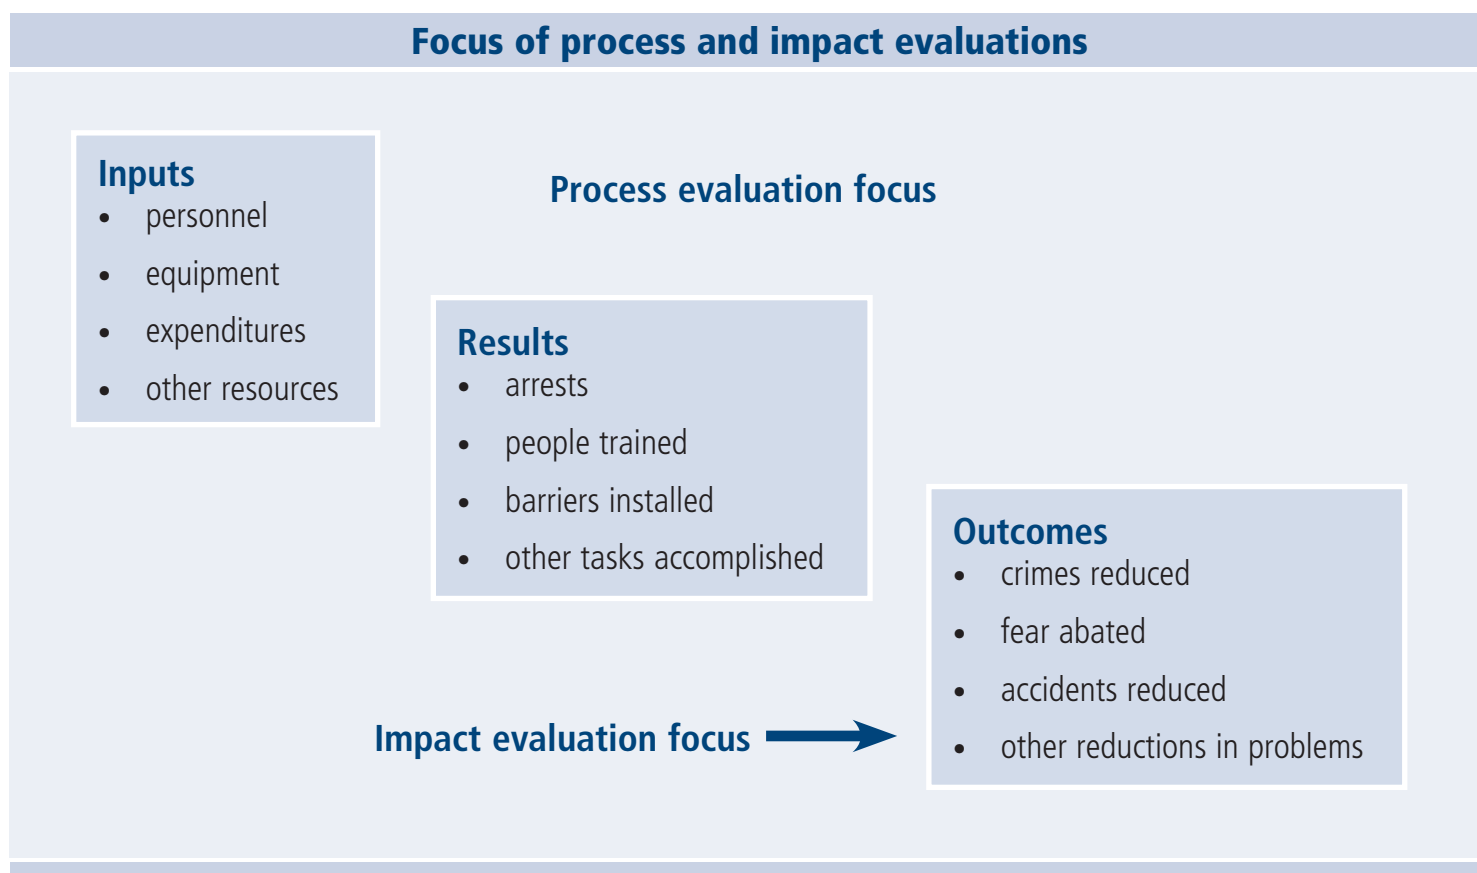 Focus of process and impact evaluations
Inputs
• personnel
• equipment
• expenditures
• other resources
Process evaluation focus
Results
• arrests
• people trained
• barriers installed
• other tasks accomplished
Outcomes
• crimes reduced
• fear abated
• accidents reduced
• other reductions in problems
Impact evaluation focus